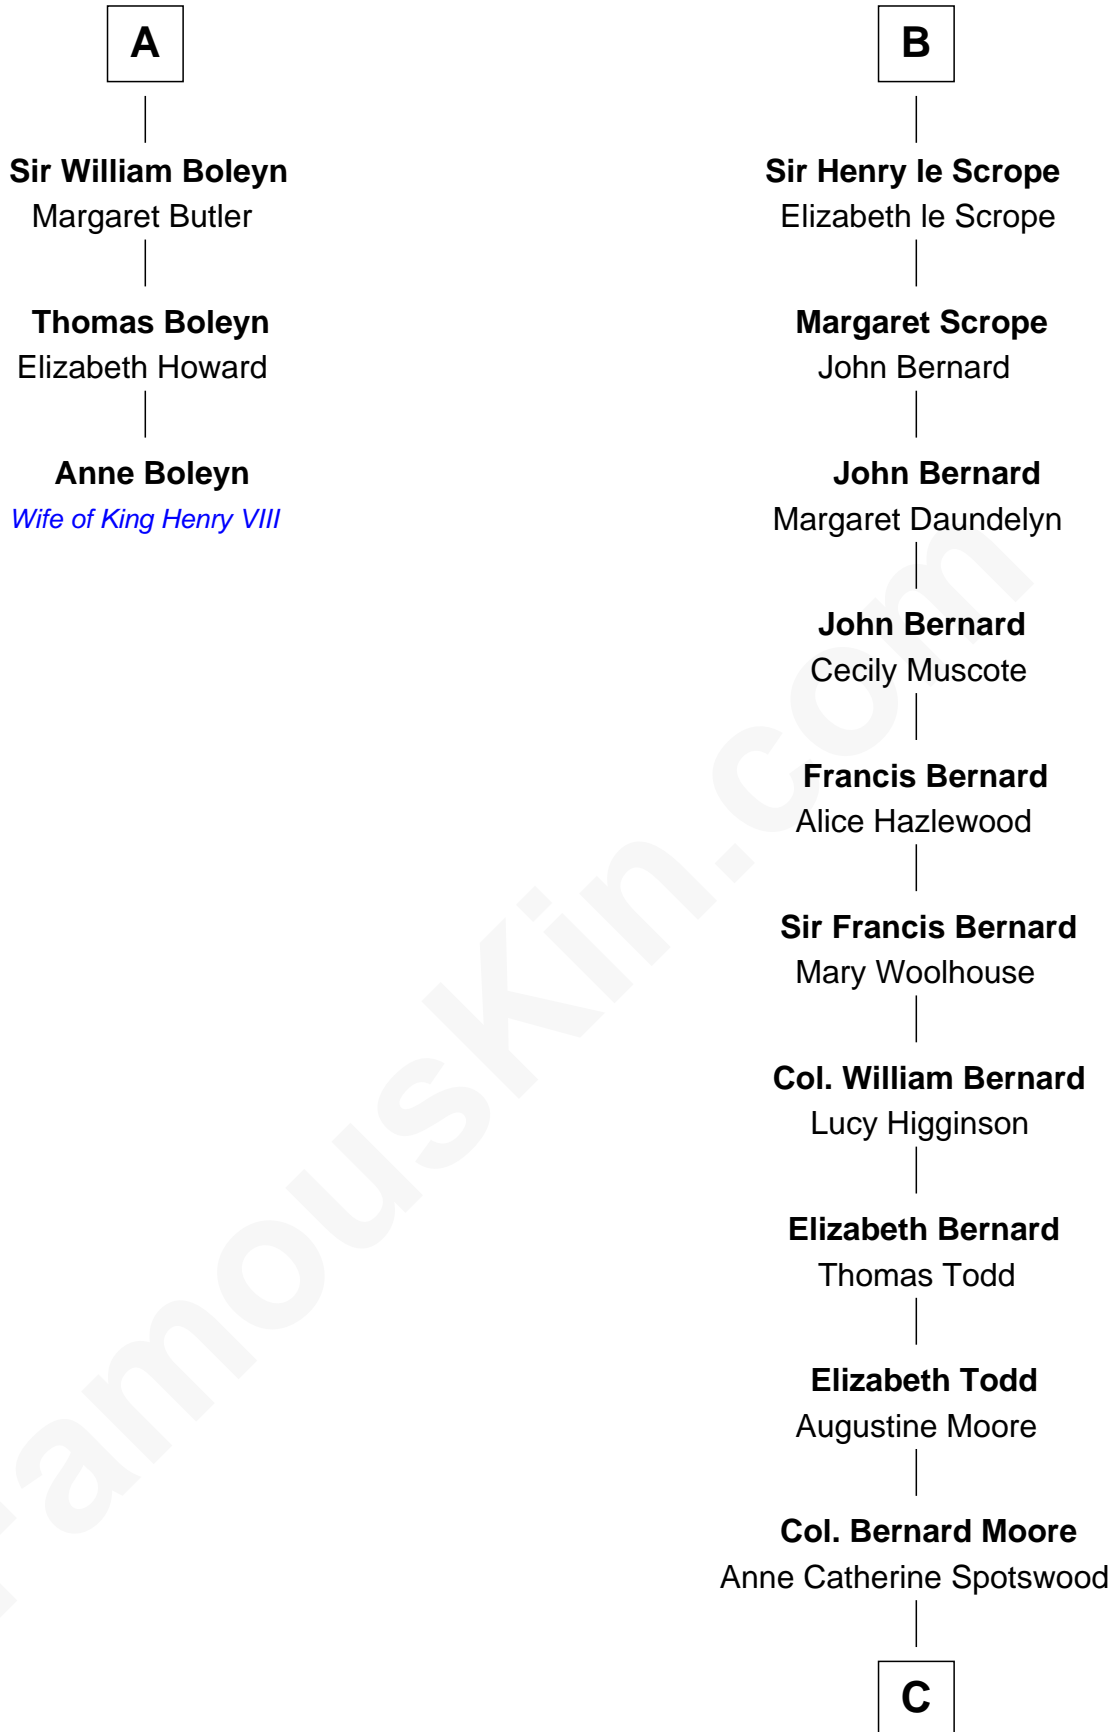 A
Sir William Boleyn
Margaret Butler
Thomas Boleyn
Elizabeth Howard
Anne Boleyn
Wife of King Henry VIII
B
Sir Henry le Scrope
Elizabeth le Scrope
Margaret Scrope
John Bernard
John Bernard
Margaret Daundelyn
John Bernard
Cecily Muscote
Francis Bernard
Alice Hazlewood
Sir Francis Bernard
Mary Woolhouse
Col. William Bernard
Lucy Higginson
Elizabeth Bernard
Thomas Todd
Elizabeth Todd
Augustine Moore
Col. Bernard Moore
Anne Catherine Spotswood
C
FamousKin.com